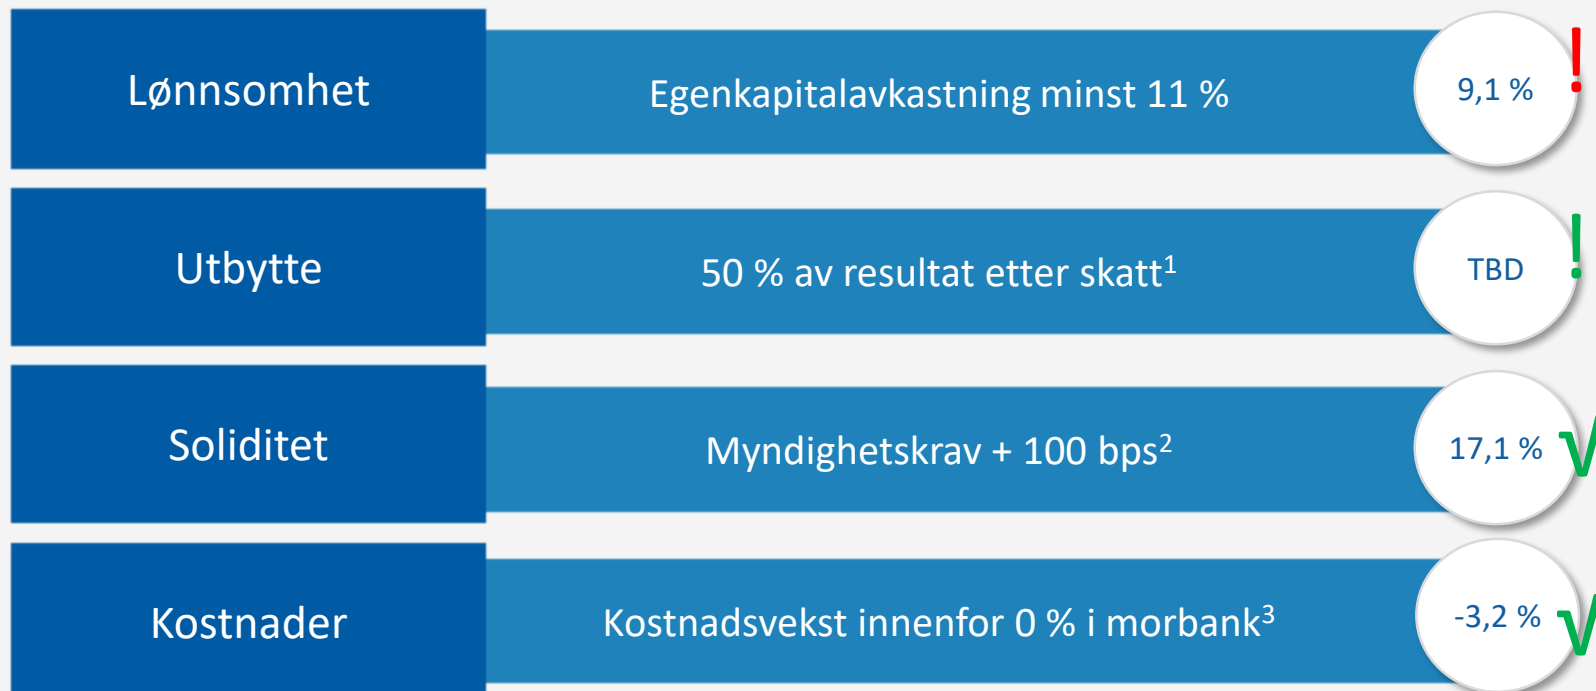 Lønnsomhet
Egenkapitalavkastning minst 11 %
9,1 %
!
Utbytte
50 % av resultat etter skatt¹
TBD
!
Soliditet
Myndighetskrav + 100 bps²
17,1 %
√
Kostnader
Kostnadsvekst innenfor 0 % i morbank³
-3,2 %
√